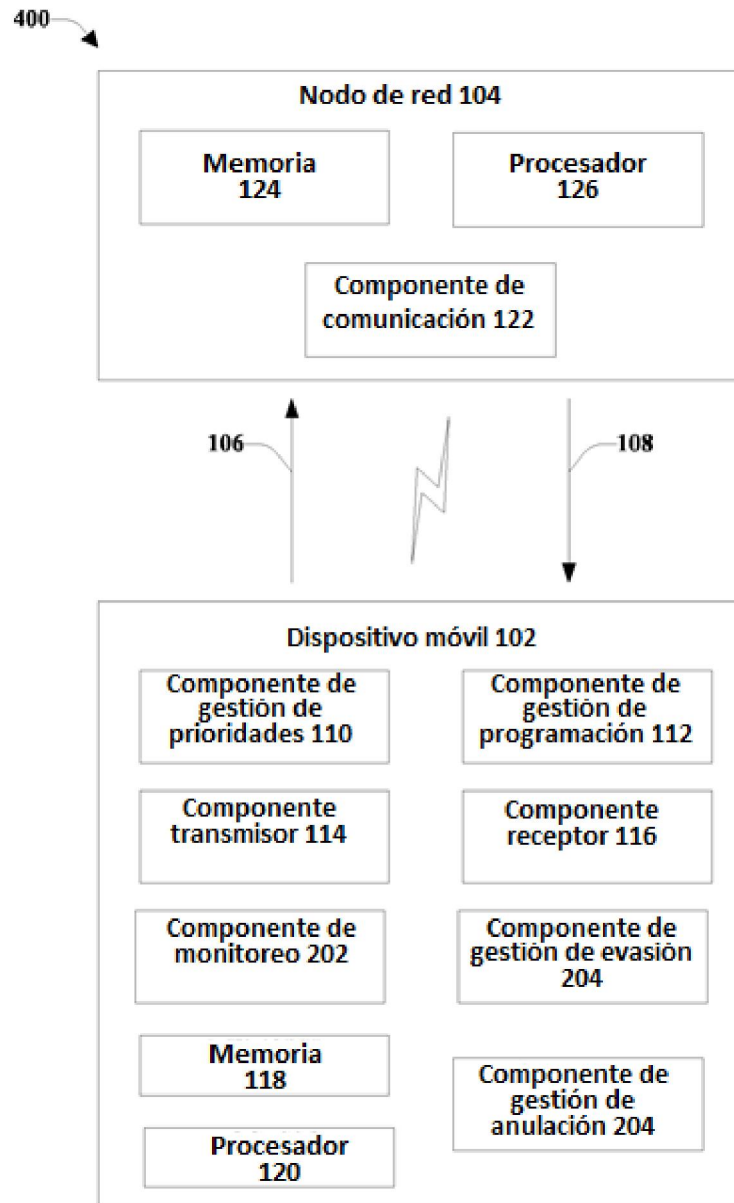 400
Nodo de red 104
Memoria
124
Procesador
126
Componente de
comunicación 122
106
108
Dispositivo móvil 102
Componente de
gestión de
prioridades 110
Componente de
gestión de
programación 112
Componente
transmisor 114
Componente
receptor 116
Componente de
monitoreo 202
Componente de
gestión de evasión
204
Memoria
118
Componente de
gestión de
anulación 204
Procesador
120